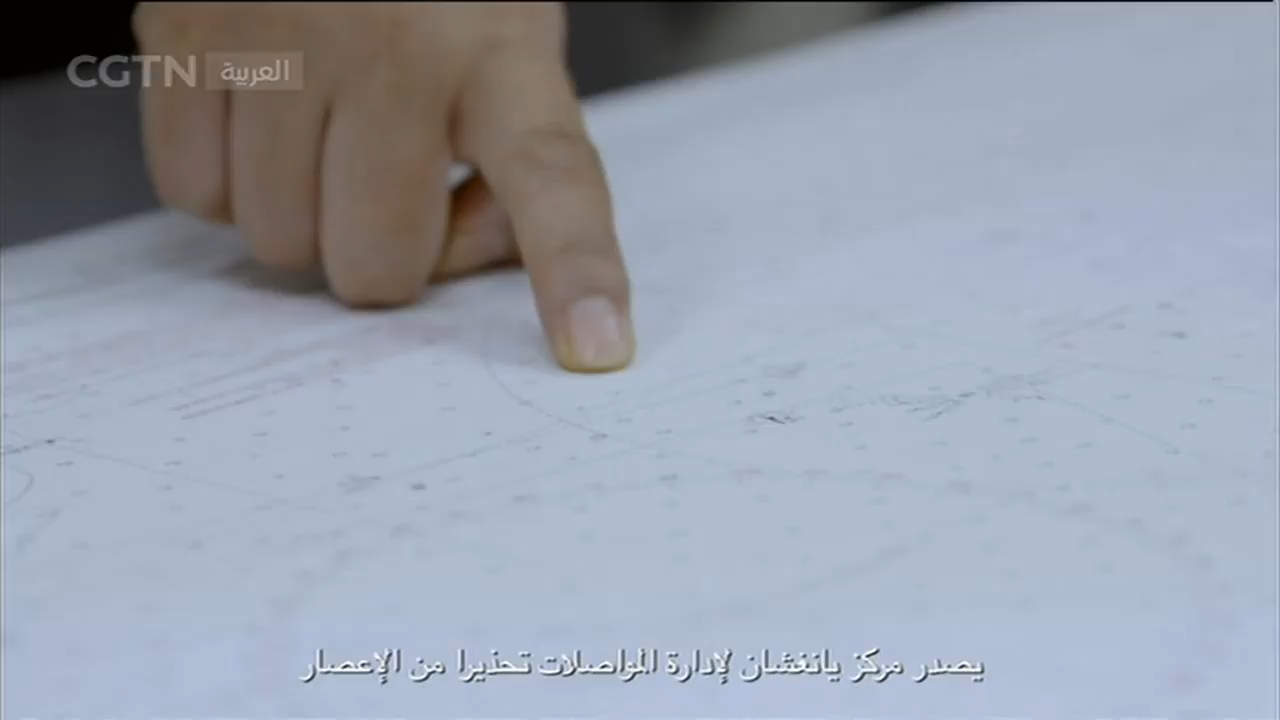 CGTN العربية
يصدر مركز يانغشان لإدارة المواصلات تحذيرا من الإعصار